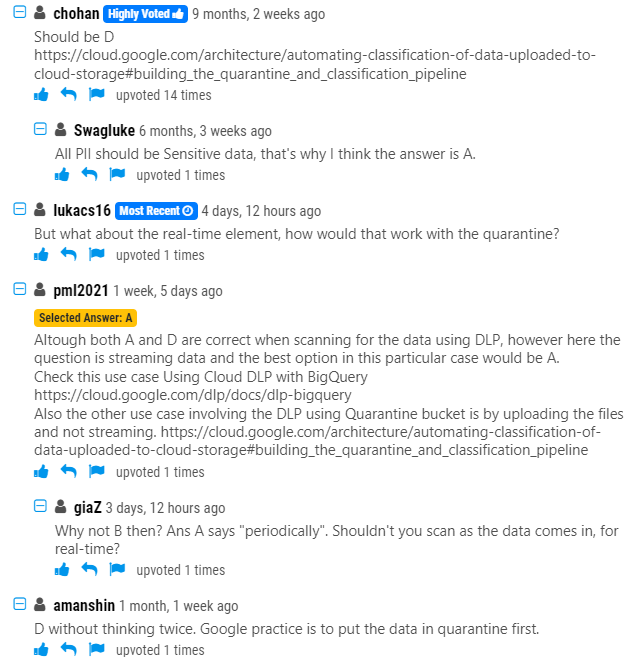 chohan Highly Voted 9 months, 2 weeks ago
Should be D
https://cloud.google.com/architecture/automating-classification-of-data-uploaded-to-
cloud-storage#building_the_quarantine_and_classification_pipeline
upvoted 14 times
Swagluke 6 months, 3 weeks ago
All PII should be Sensitive data, that's why I think the answer is A.
upvoted 1 times
lukacs16 Most Recent 4 days, 12 hours ago
But what about the real-time element, how would that work with the quarantine?
upvoted 1 times
pml2021 1 week, 5 days ago
Selected Answer: A
Altough both A and D are correct when scanning for the data using DLP, however here the
question is streaming data and the best option in this particular case would be A.
Check this use case Using Cloud DLP with BigQuery
https://cloud.google.com/dlp/docs/dlp-bigquery
Also the other use case involving the DLP using Quarantine bucket is by uploading the files
and not streaming. https://cloud.google.com/architecture/automating-classification-of-
data-uploaded-to-cloud-storage#building_the_quarantine_and_classification_pipeline
upvoted 1 times
giaZ 3 days, 12 hours ago
Why not B then? Ans A says "periodically". Shouldn't you scan as the data comes in, for
real-time?
upvoted 1 times
amanshin 1 month, 1 week ago
D without thinking twice. Google practice is to put the data in quarantine first.
upvoted 1 times